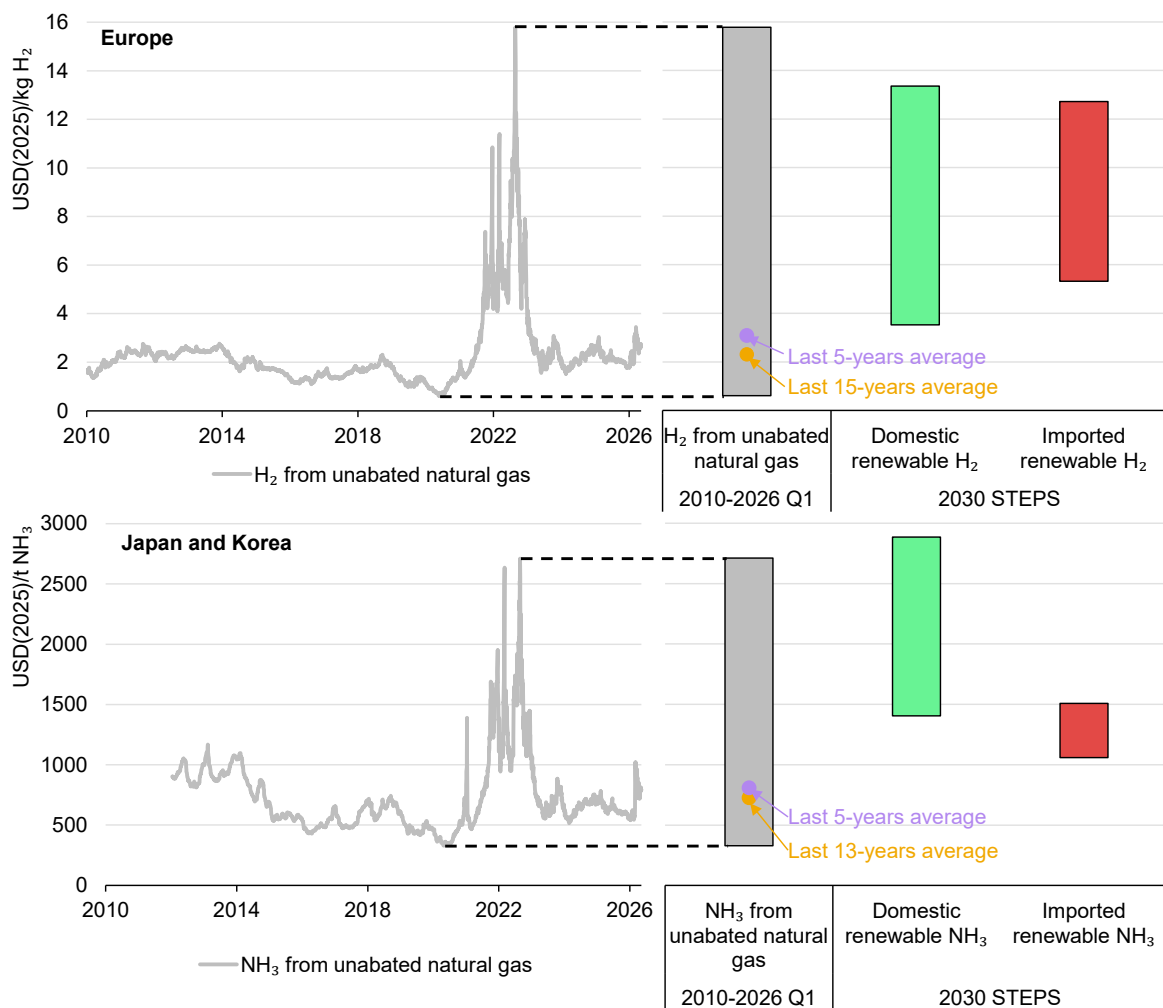 Europe
USD(2025)/kg H₂
16
14
12
10
8
6
4
2
0
2010
2014
2018
2022
2026
H₂ from unabated natural gas
Last 5-years average
Last 15-years average
H₂ from unabated
natural gas
2010-2026 Q1
Domestic
renewable H₂
Imported
renewable H₂
2030 STEPS
Japan and Korea
USD(2025)/t NH₃
3000
2500
2000
1500
1000
500
0
2010
2014
2018
2022
2026
NH₃ from unabated natural gas
Last 5-years average
Last 13-years average
NH₃ from
unabated natural
gas
2010-2026 Q1
Domestic
renewable NH₃
Imported
renewable NH₃
2030 STEPS